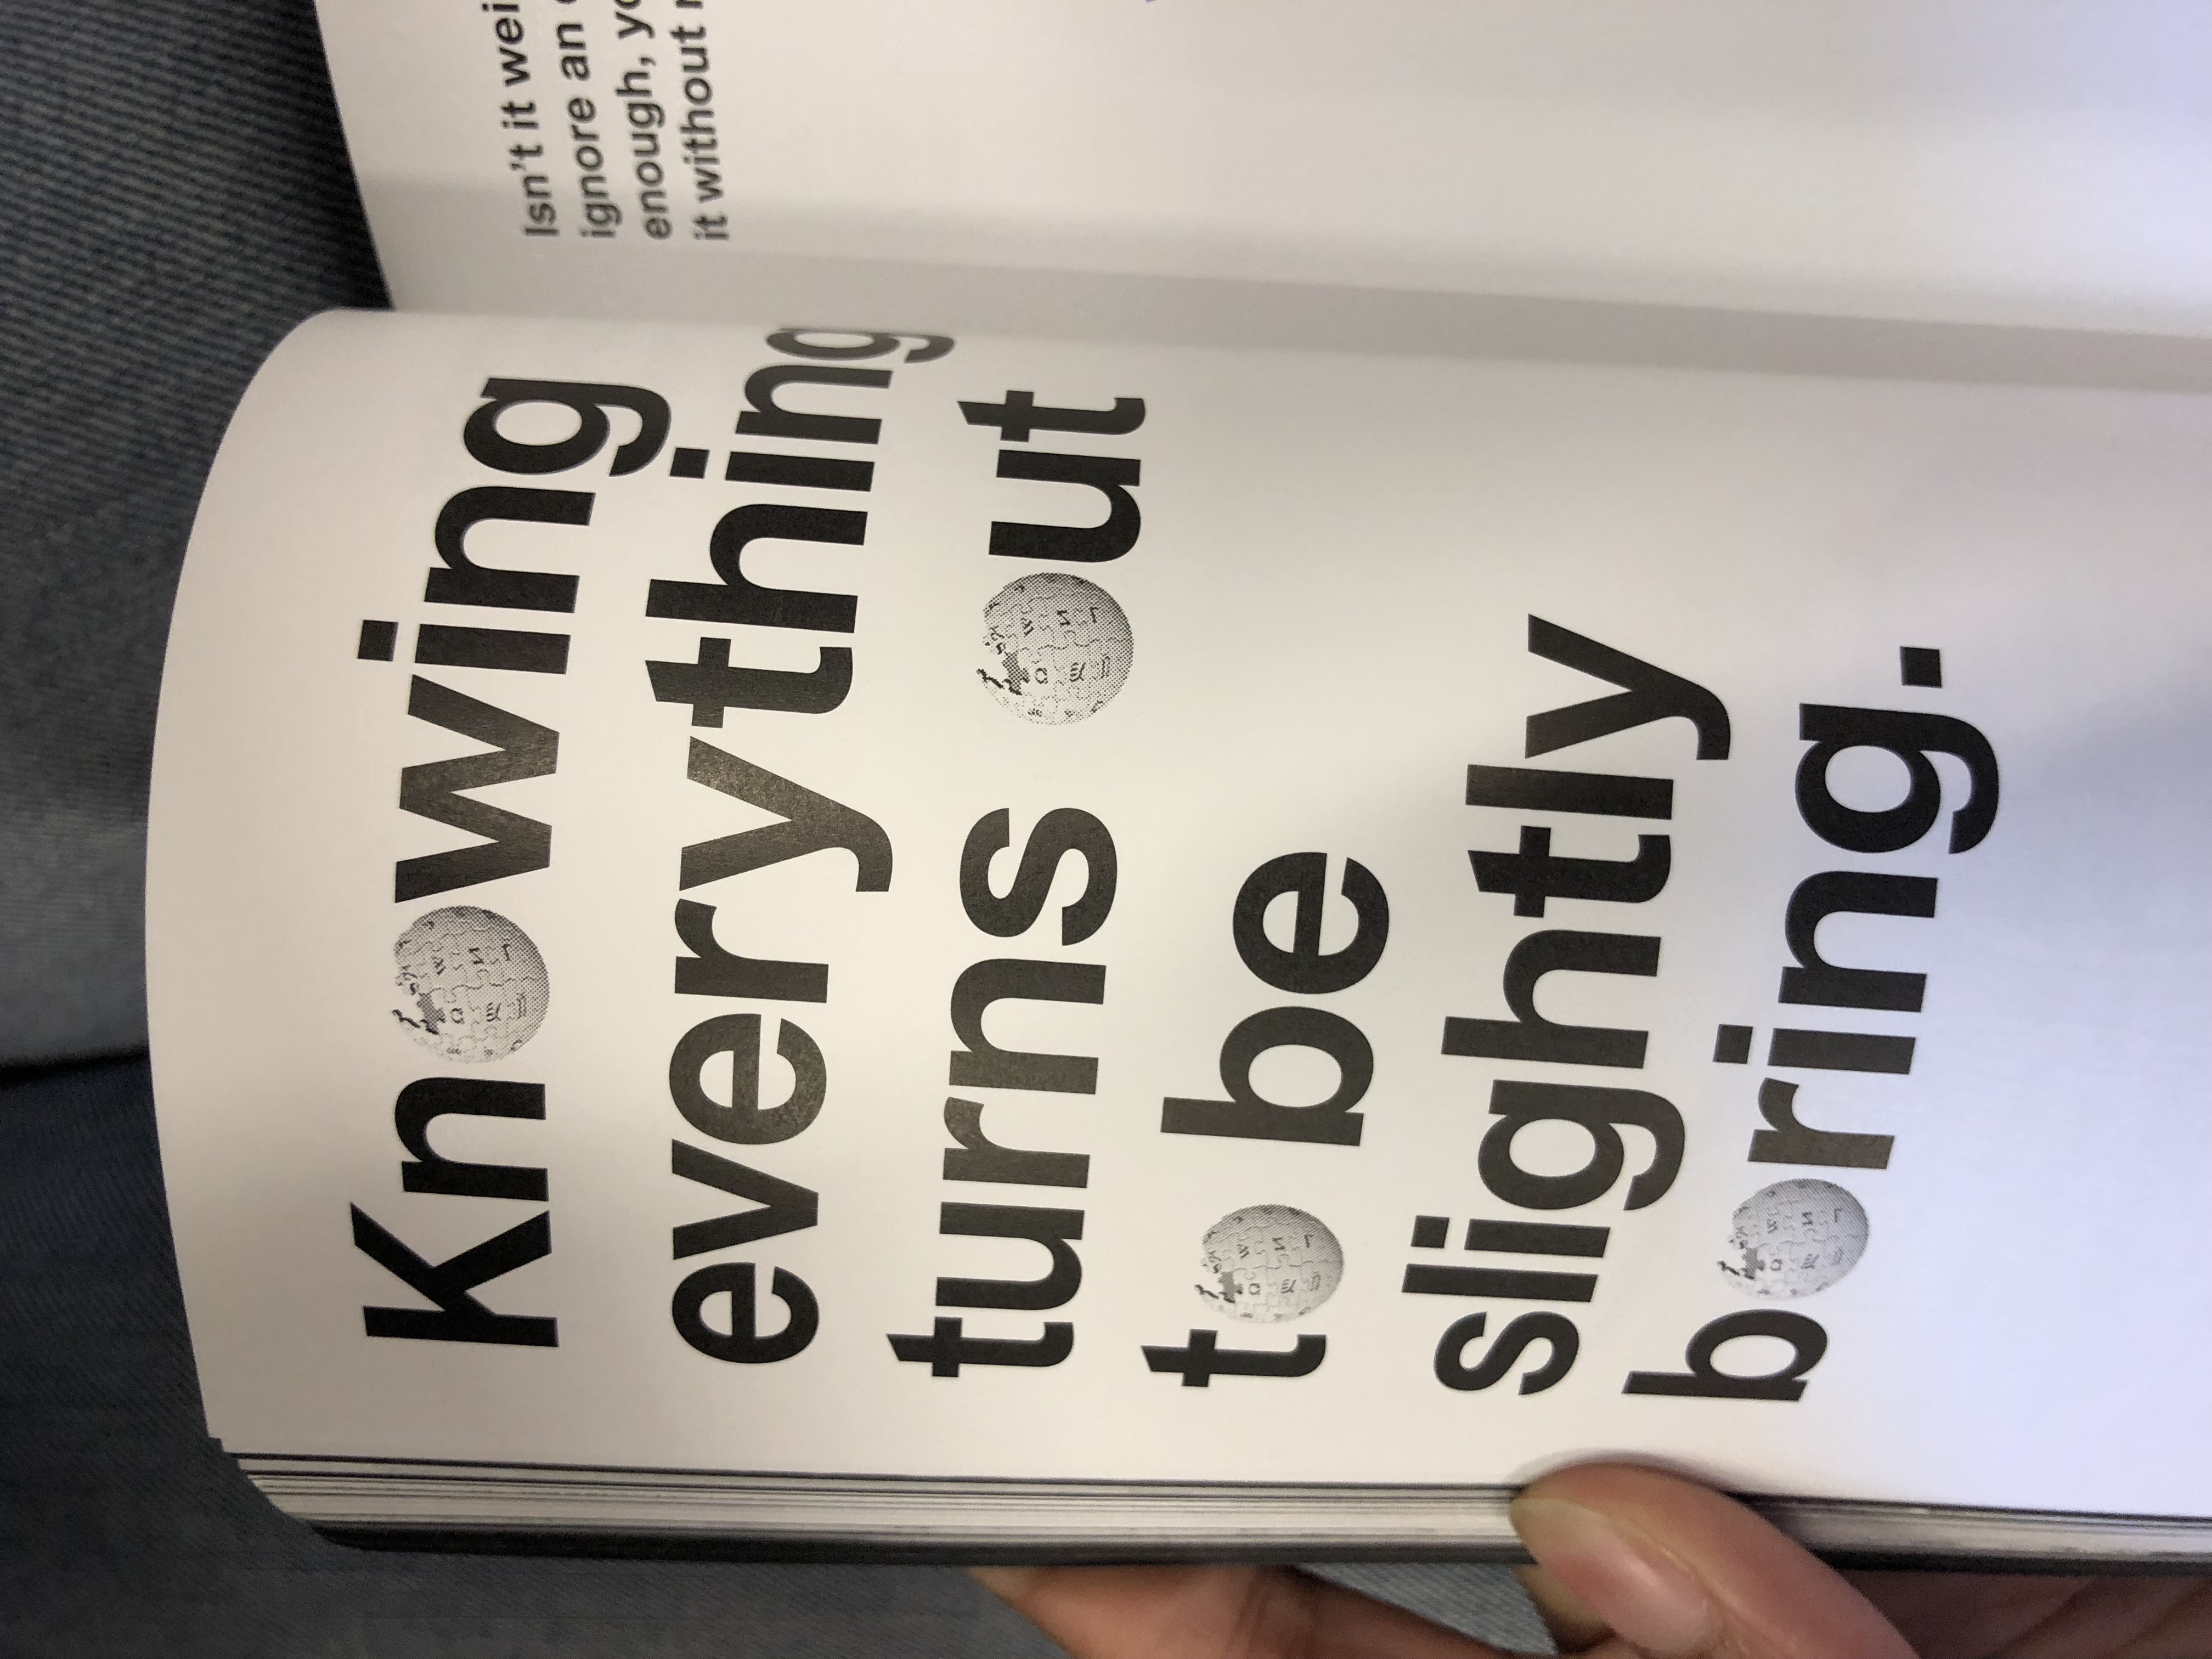 Knowing
everything
turns out
to be
slightly
boring.
Isn't it
ignore an
enough,
it without